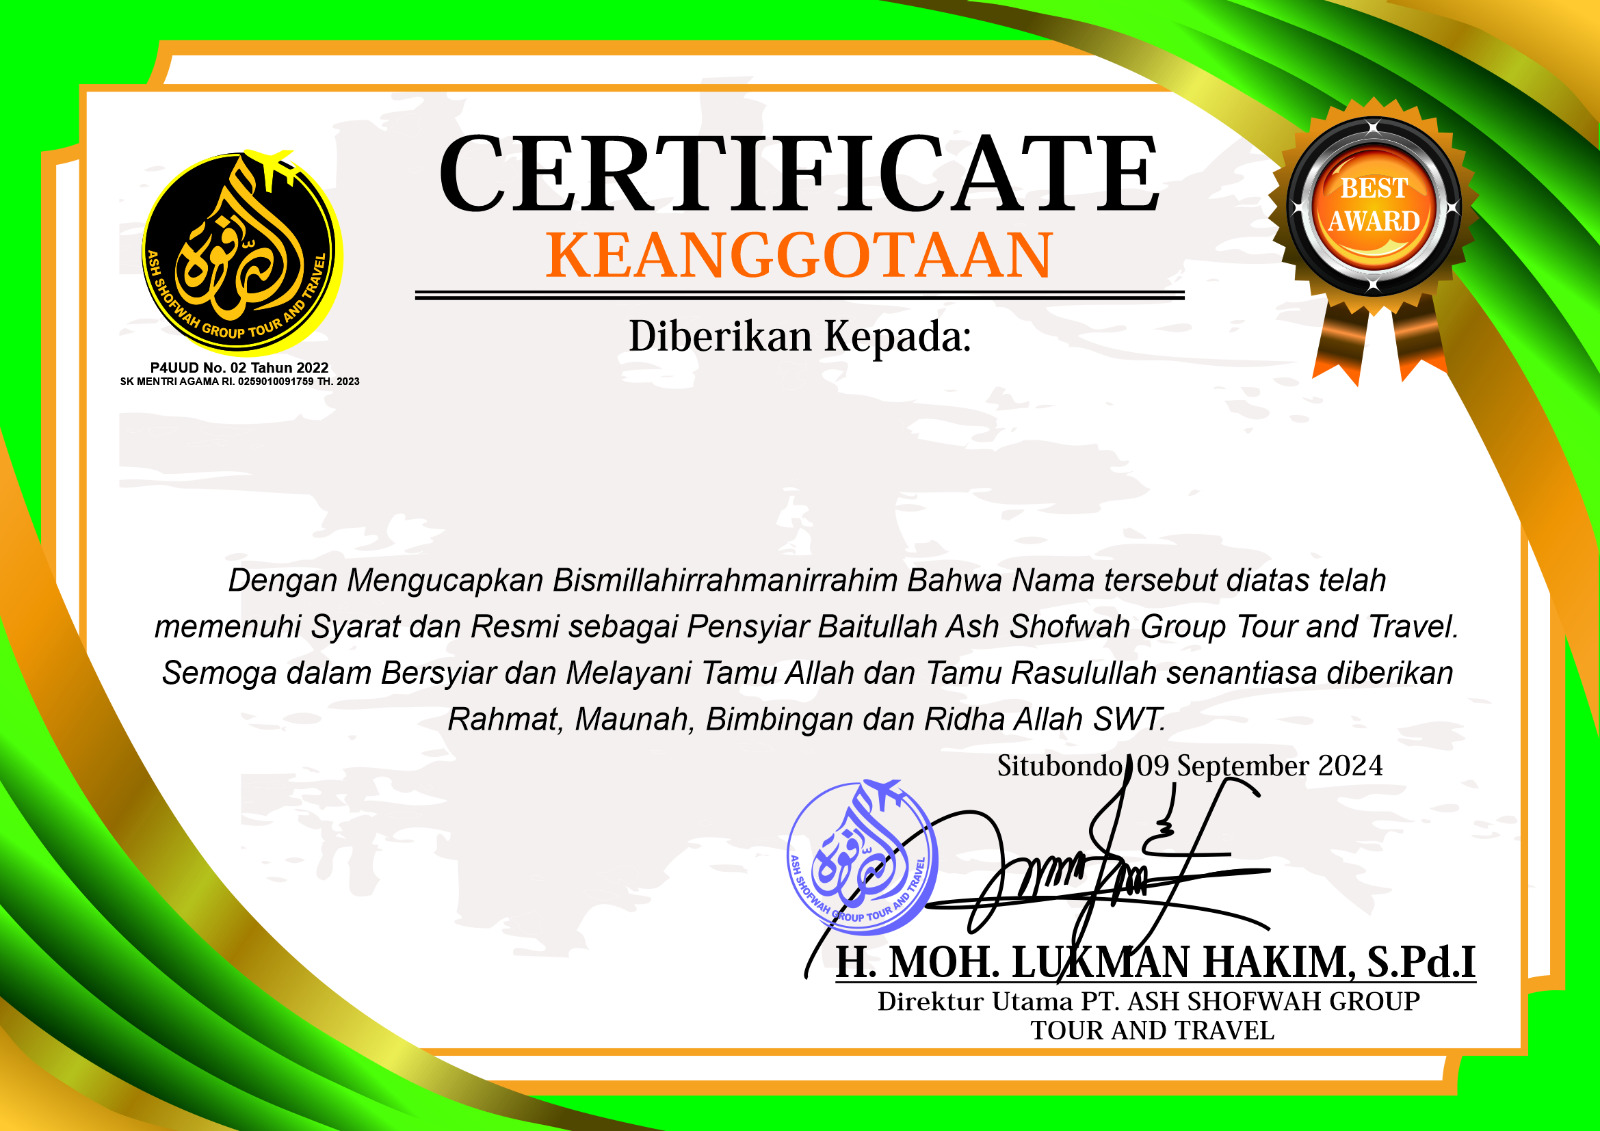 CERTIFICATE
KEANGGOTAAN
Diberikan Kepada:
BEST
AWARD
ASH SHOFWAH GROUP TOUR AND TRAVEL
P4UUD No. 02 Tahun 2022
SK MENTRI AGAMA RI. 0259010091759 TH. 2023
Dengan Mengucapkan Bismillahirrahmanirrahim Bahwa Nama tersebut diatas telah
memenuhi Syarat dan Resmi sebagai Pensyiar Baitullah Ash Shofwah Group Tour and Travel.
Semoga dalam Bersyiar dan Melayani Tamu Allah dan Tamu Rasulullah senantiasa diberikan
Rahmat, Maunah, Bimbingan dan Ridha Allah SWT.
Situbondo, 09 September 2024
ASH SHOFWAH GROUP TOUR AND TRAVEL
H. MOH. LUKMAN HAKIM, S.Pd.I
Direktur Utama PT. ASH SHOFWAH GROUP
TOUR AND TRAVEL